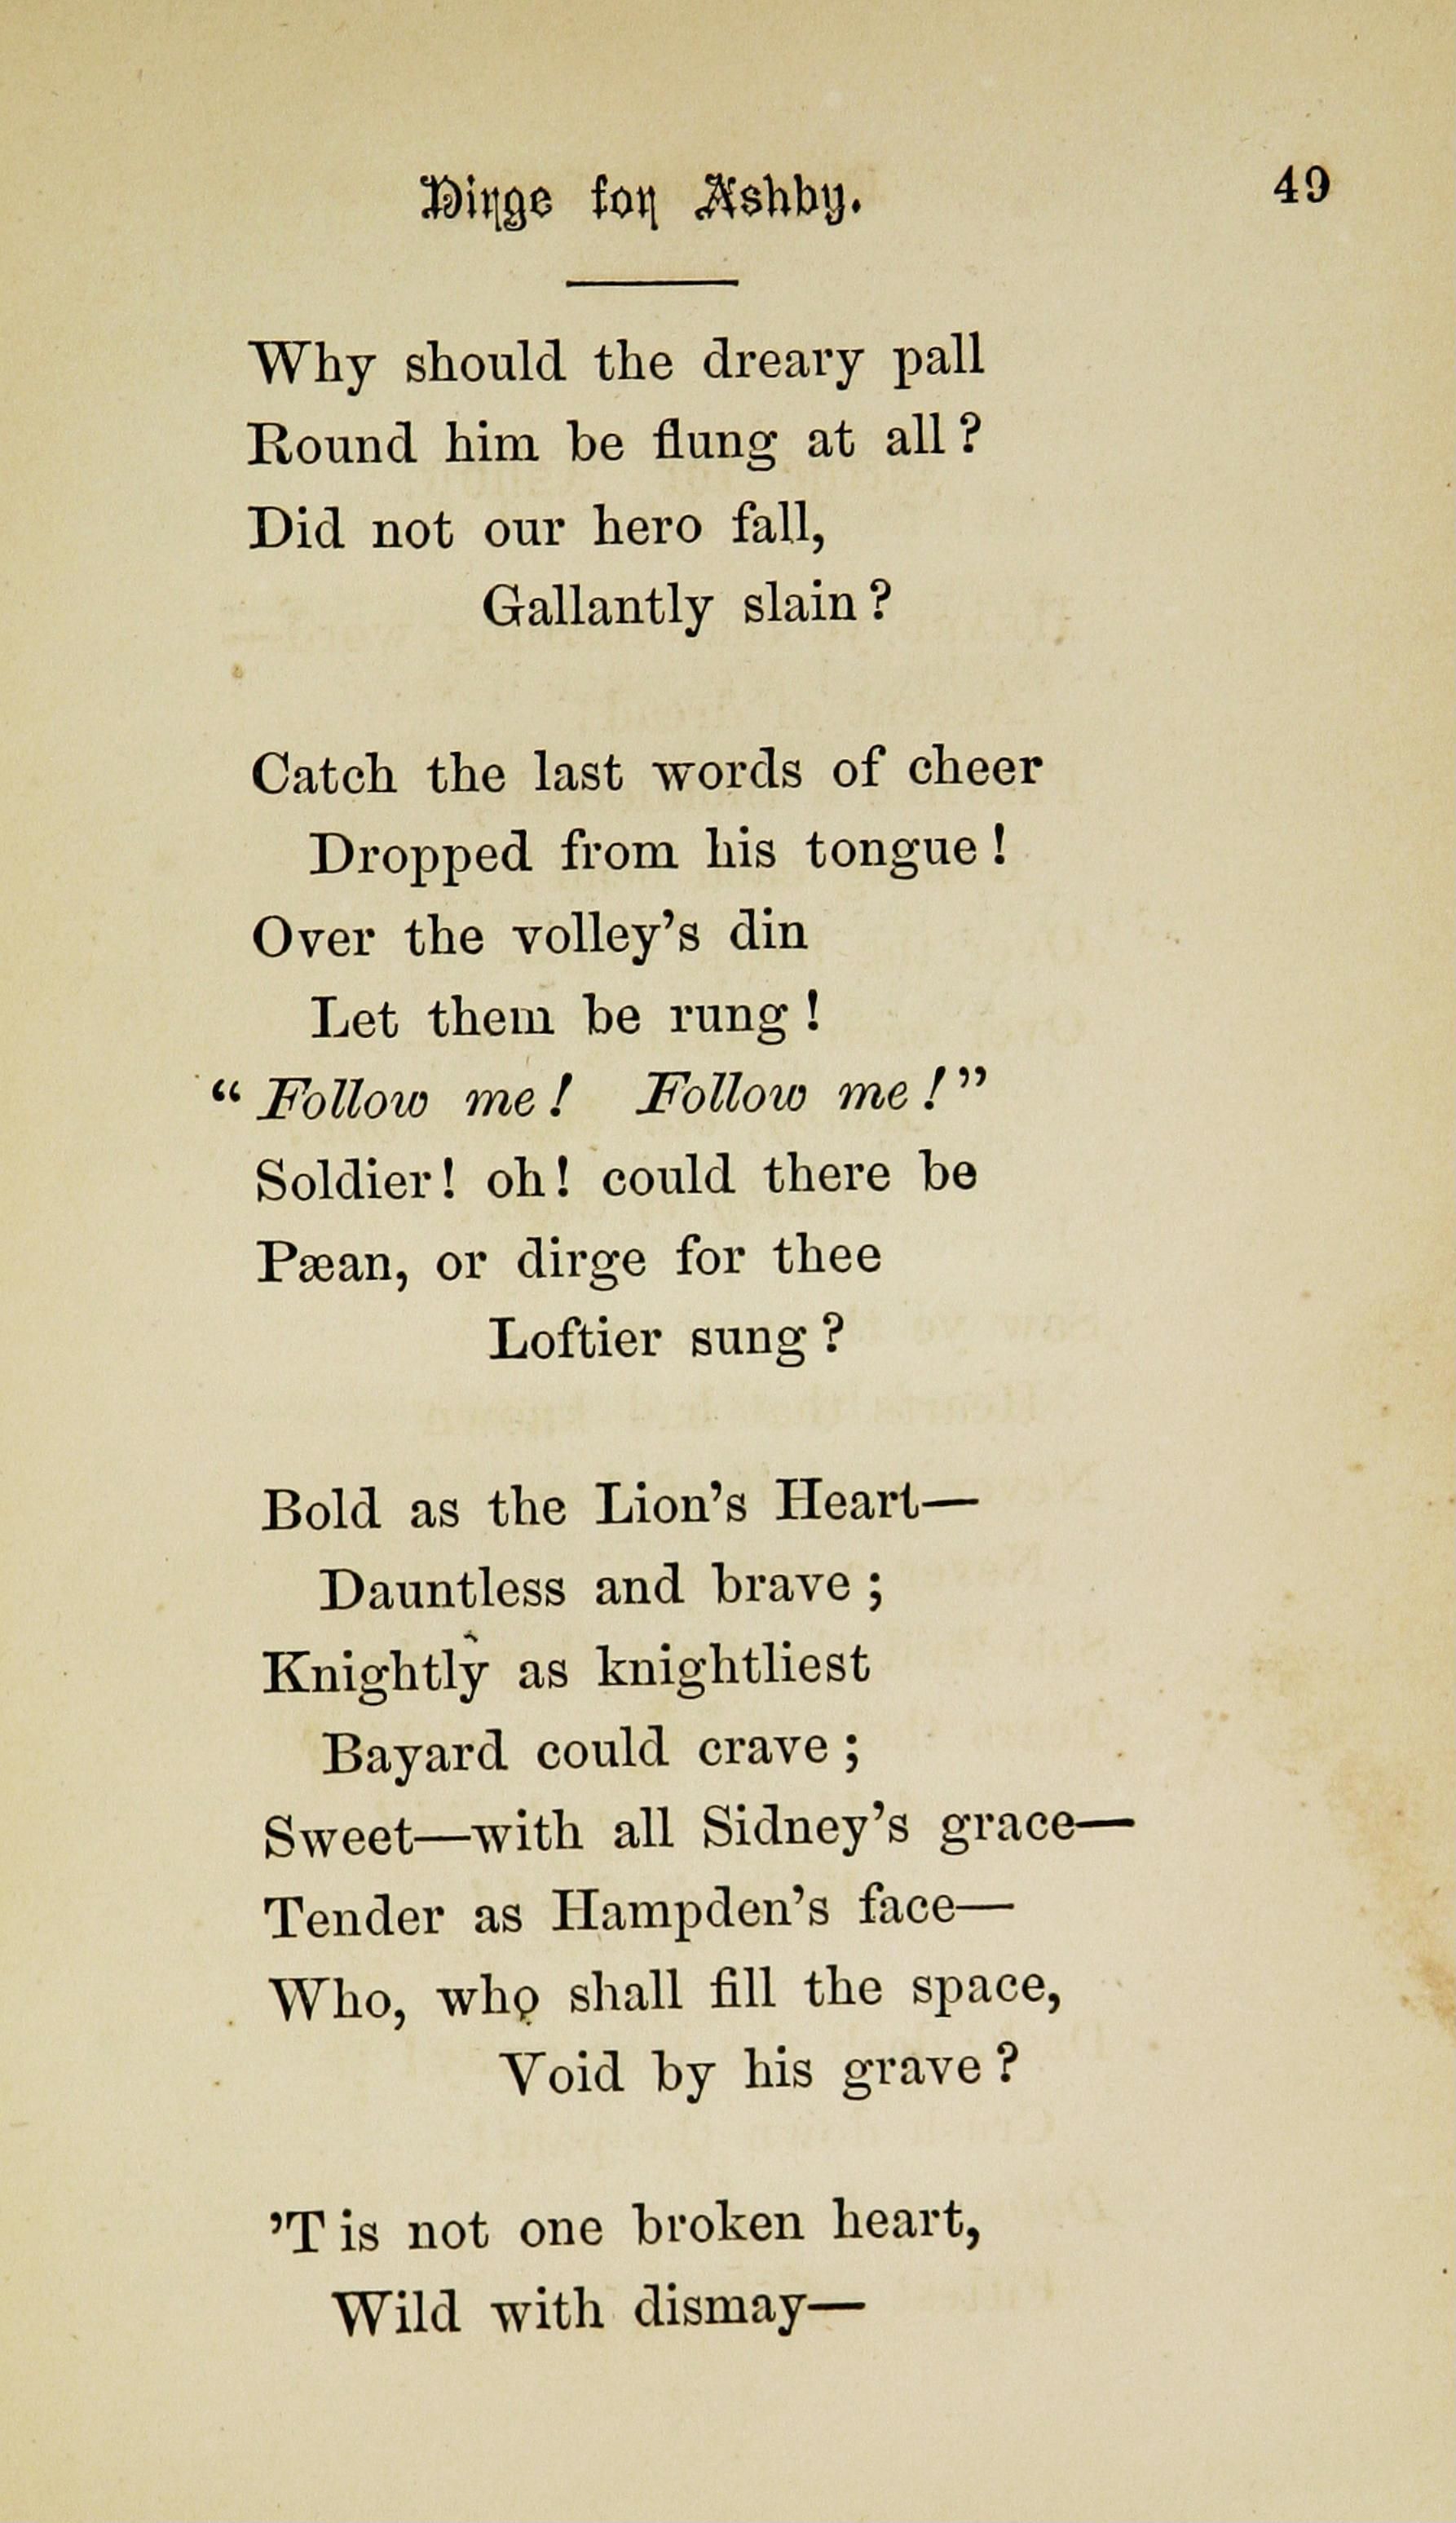 Dirge for Ashby. 49
Why should the dreary pall
Round him be flung at all?
Did not our hero fall,
Gallantly slain?
Catch the last words of cheer
Dropped from his tongue!
Over the volley's din
Let them be rung!
"Follow me! Follow me!"
Soldier! oh! could there be
Pæan, or dirge for thee
Loftier sung?
Bold as the Lion's Heart—
Dauntless and brave;
Knightly as knightliest
Bayard could crave;
Sweet—with all Sidney's grace—
Tender as Hampden's face—
Who, who shall fill the space,
Void by his grave?
'T is not one broken heart,
Wild with dismay—